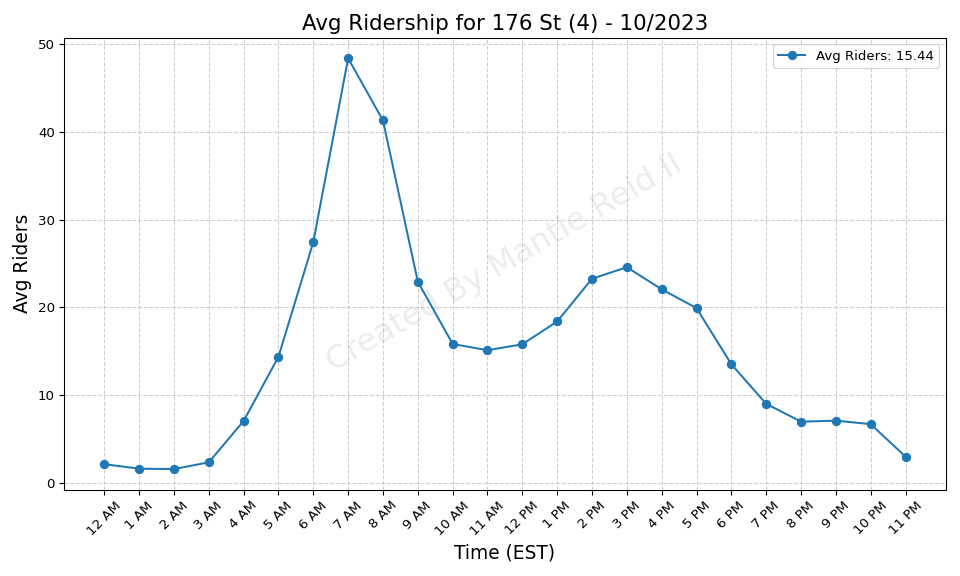 Avg Ridership for 176 St (4) - 10/2023
Avg Riders: 15.44
Avg Riders
50
40
30
20
10
0
Created By Mantle Reid II
12 AM
1 AM
2 AM
3 AM
4 AM
5 AM
6 AM
7 AM
8 AM
9 AM
10 AM
11 AM
12 PM
1 PM
2 PM
3 PM
4 PM
5 PM
6 PM
7 PM
8 PM
9 PM
10 PM
11 PM
Time (EST)